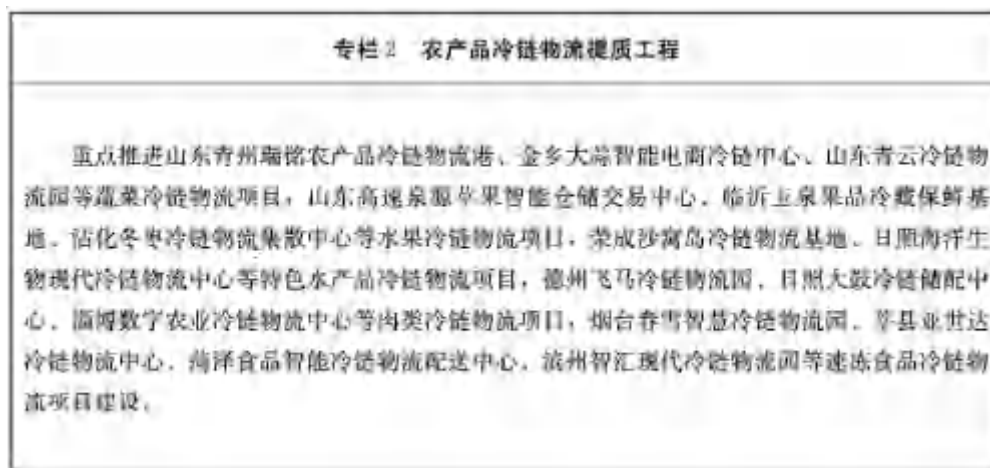 专栏2 农产品冷链物流提质工程
重点推进山东青州瑞铭农产品冷链物流港、金乡大蒜智能电商冷链中心、山东青云冷链物
流园等蔬菜冷链物流项目，山东高速泉源苹果智能仓储交易中心、临沂玉泉果品冷藏保鲜基
地、沾化冬枣冷链物流集散中心等水果冷链物流项目，荣成沙窝岛冷链物流基地、日照海洋生
物现代冷链物流中心等特色水产品冷链物流项目，德州飞马冷链物流园、日照大鼓冷链储配中
心、淄博数字农业冷链物流中心等肉类冷链物流项目，烟台春雪智慧冷链物流园、莘县亚世达
冷链物流中心、菏泽食品智能冷链物流配送中心、滨州智汇现代冷链物流园等速冻食品冷链物
流项目建设。